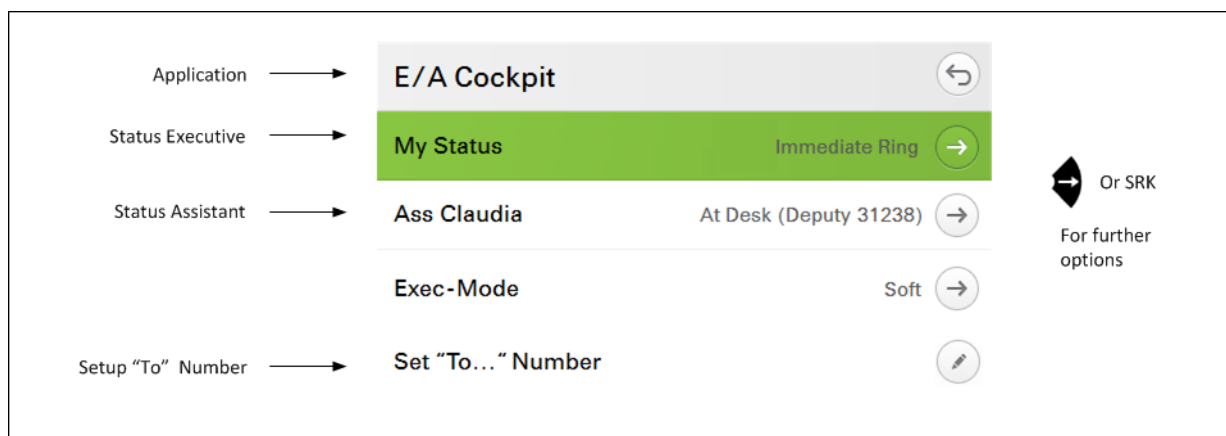 Application
E/A Cockpit
Status Executive
My Status Immediate Ring
Status Assistant
Ass Claudia At Desk (Deputy 31238)
Or SRK
For further
options
Exec-Mode Soft
Setup “To” Number
Set “To…“ Number